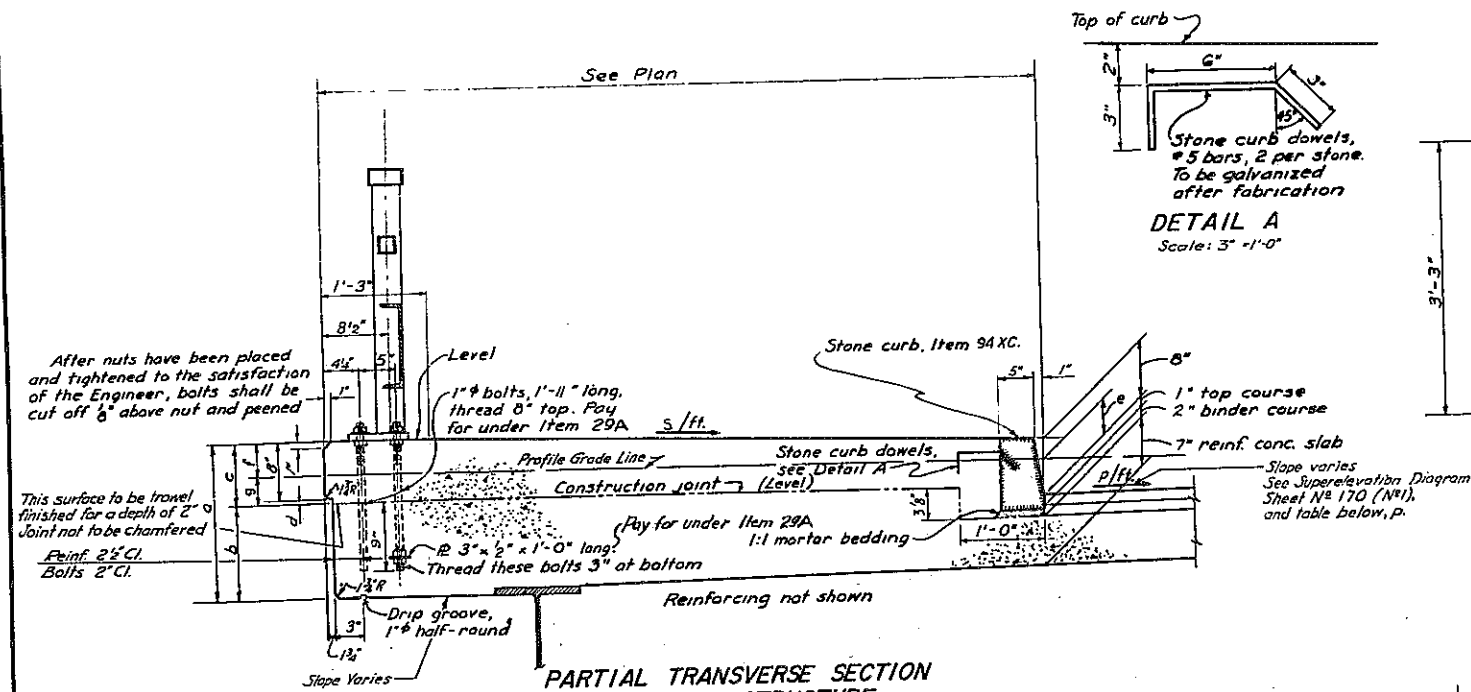 Top of curb
See Plan
2"
6"
3"
3"
45°
Stone curb dowels,
#5 bars, 2 per stone.
To be galvanized
after fabrication
DETAIL A
Scale: 3" = 1'-0"
3'-3"
1'-3"
8½"
4¼"
5"
1"
Level
After nuts have been placed
and tightened to the satisfaction
of the Engineer, bolts shall be
cut off ⅛" above nut and peened
1"ϕ bolts, 1'-11" long,
thread 8" top. Pay
for under Item 29A
S/ft.
Stone curb, Item 94XC.
5"
1"
8"
e
1" top course
2" binder course
7" reinf. conc. slab
Slope varies
See Superelevation Diagram
Sheet Nº 170 (Nº1),
and table below, p.
p/ft.
Profile Grade Line
Stone curb dowels,
see Detail A
Construction joint (Level)
a
b
c
d
f
g
8"
1"
This surface to be trowel
finished for a depth of 2"
Joint not to be chamfered
Reinf. 2½" Cl.
Bolts 2" Cl.
9"
Pay for under Item 29A
PL 3" x ½" x 1'-0" long.
Thread these bolts 3" at bottom
1:1 mortar bedding
1'-0"
Reinforcing not shown
Drip groove,
1"ϕ half-round
3"
1¾"
Slope Varies
PARTIAL TRANSVERSE SECTION